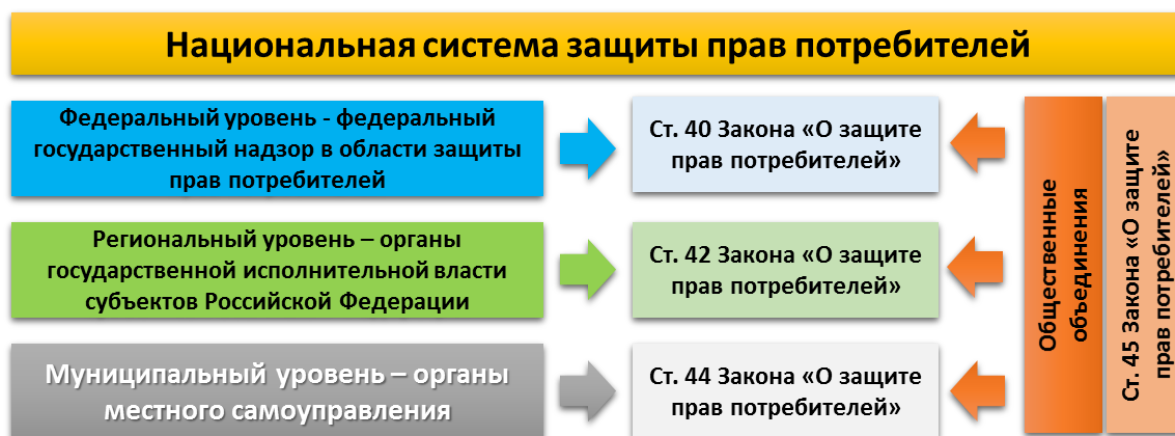 Национальная система защиты прав потребителей
Федеральный уровень - федеральный
государственный надзор в области защиты
прав потребителей
Ст. 40 Закона «О защите
прав потребителей»
Региональный уровень – органы
государственной исполнительной власти
субъектов Российской Федерации
Ст. 42 Закона «О защите
прав потребителей»
Муниципальный уровень – органы
местного самоуправления
Ст. 44 Закона «О защите
прав потребителей»
Общественные
объединения
Ст. 45 Закона «О защите
прав потребителей»